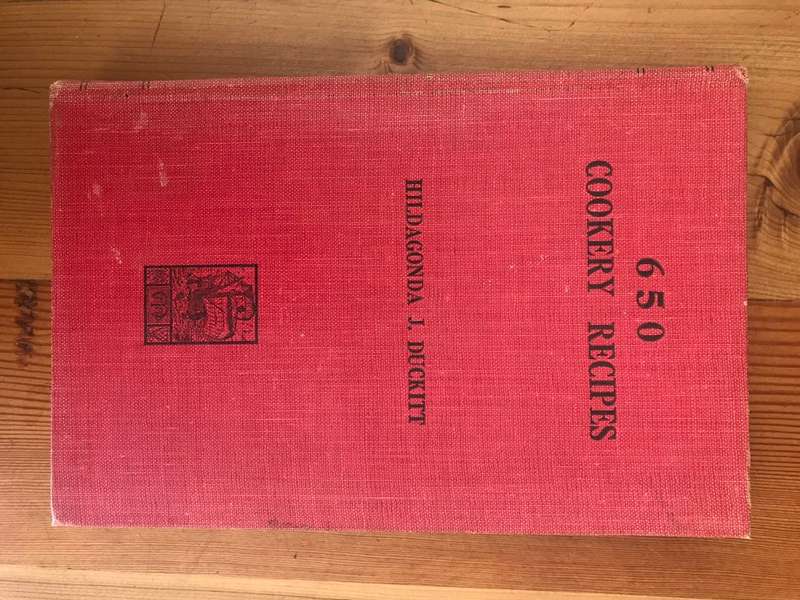 650
COOKERY RECIPES
HILDAGONDA J. DUCKITT